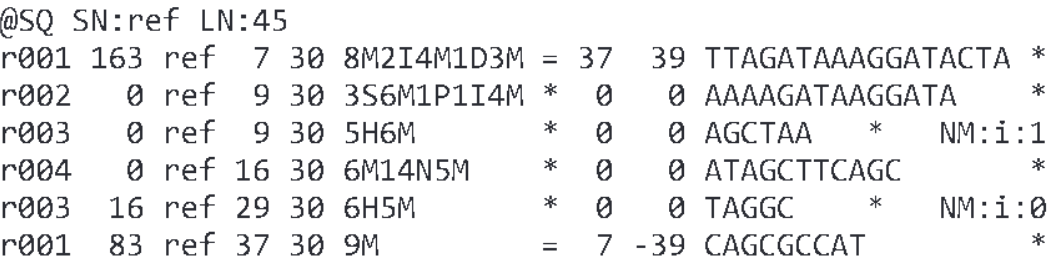 @SQ SN:ref LN:45
r001 163 ref 7 30 8M2I4M1D3M = 37 39 TTAGATAAAGGATACTA *
r002 0 ref 9 30 3S6M1P1I4M * 0 0 AAAAGATAAGGATA *
r003 0 ref 9 30 5H6M * 0 0 AGCTAA * NM:i:1
r004 0 ref 16 30 6M14N5M * 0 0 ATAGCTTCAGC *
r003 16 ref 29 30 6H5M * 0 0 TAGGC * NM:i:0
r001 83 ref 37 30 9M = 7 -39 CAGCGCCAT *